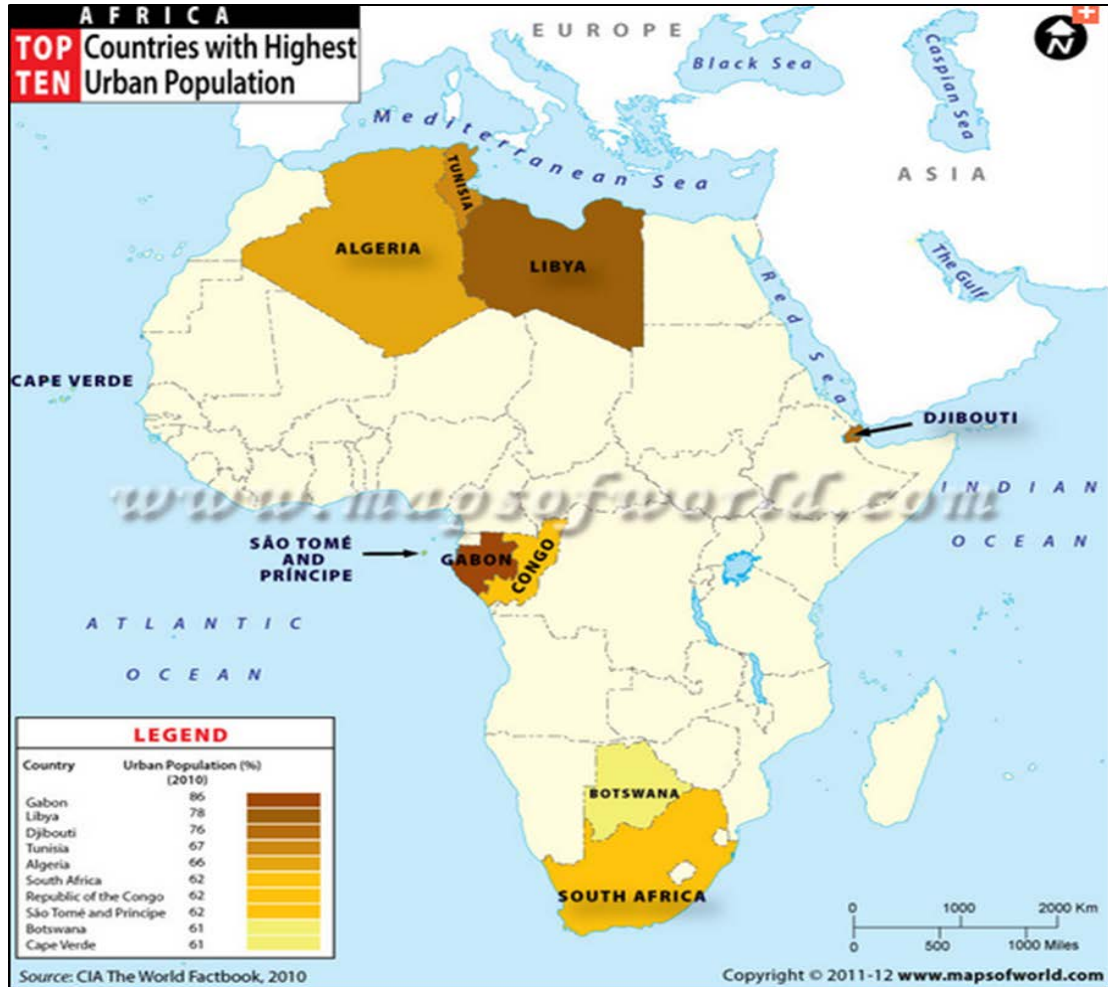 AFRICA
TOP TEN
Countries with Highest
Urban Population
EUROPE
Black Sea
Caspian Sea
N
Mediterranean Sea
ASIA
TUNISIA
ALGERIA
LIBYA
The Gulf
Red Sea
CAPE VERDE
DJIBOUTI
www.mapsofworld.com
INDIAN
OCEAN
SÃO TOMÉ
AND
PRÍNCIPE
GABON
CONGO
ATLANTIC
OCEAN
BOTSWANA
SOUTH AFRICA
LEGEND
Country Urban Population (%)
(2010)
Gabon 86
Libya 78
Djibouti 76
Tunisia 67
Algeria 66
South Africa 62
Republic of the Congo 62
São Tomé and Príncipe 62
Botswana 61
Cape Verde 61
0 1000 2000 Km
0 500 1000 Miles
Source: CIA The World Factbook, 2010
Copyright © 2011-12 www.mapsofworld.com